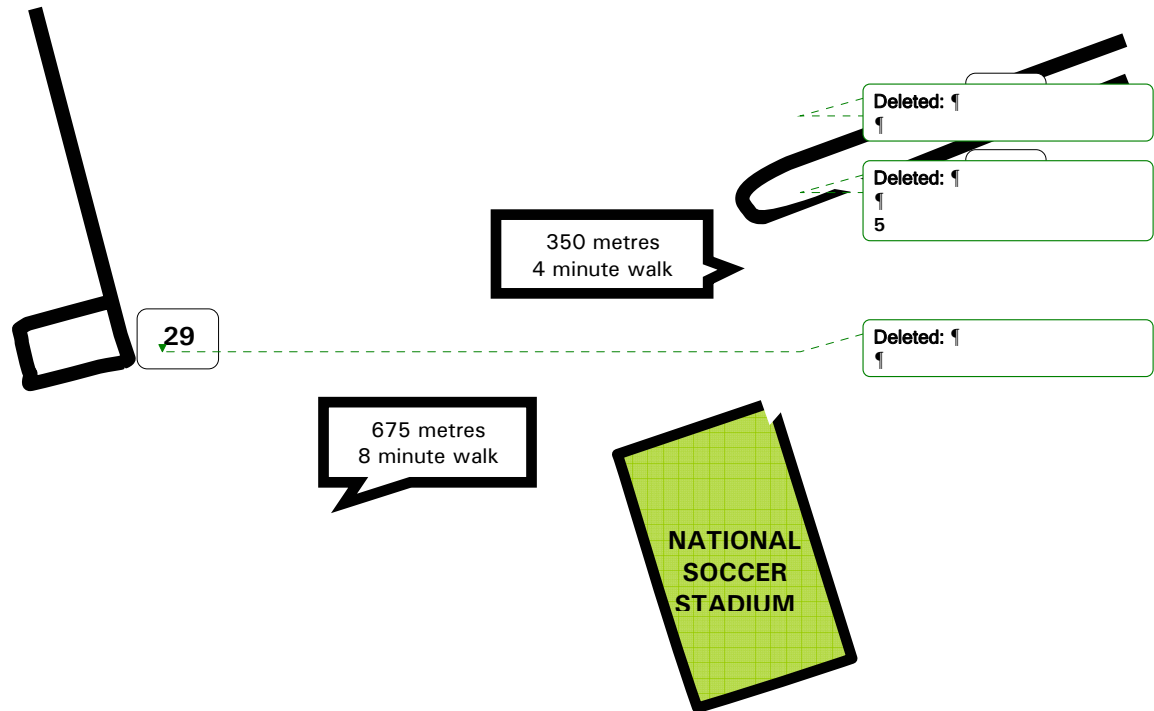 Deleted: ¶
¶
Deleted: ¶
¶
5
350 metres
4 minute walk
29
Deleted: ¶
¶
675 metres
8 minute walk
NATIONAL
SOCCER
STADIUM